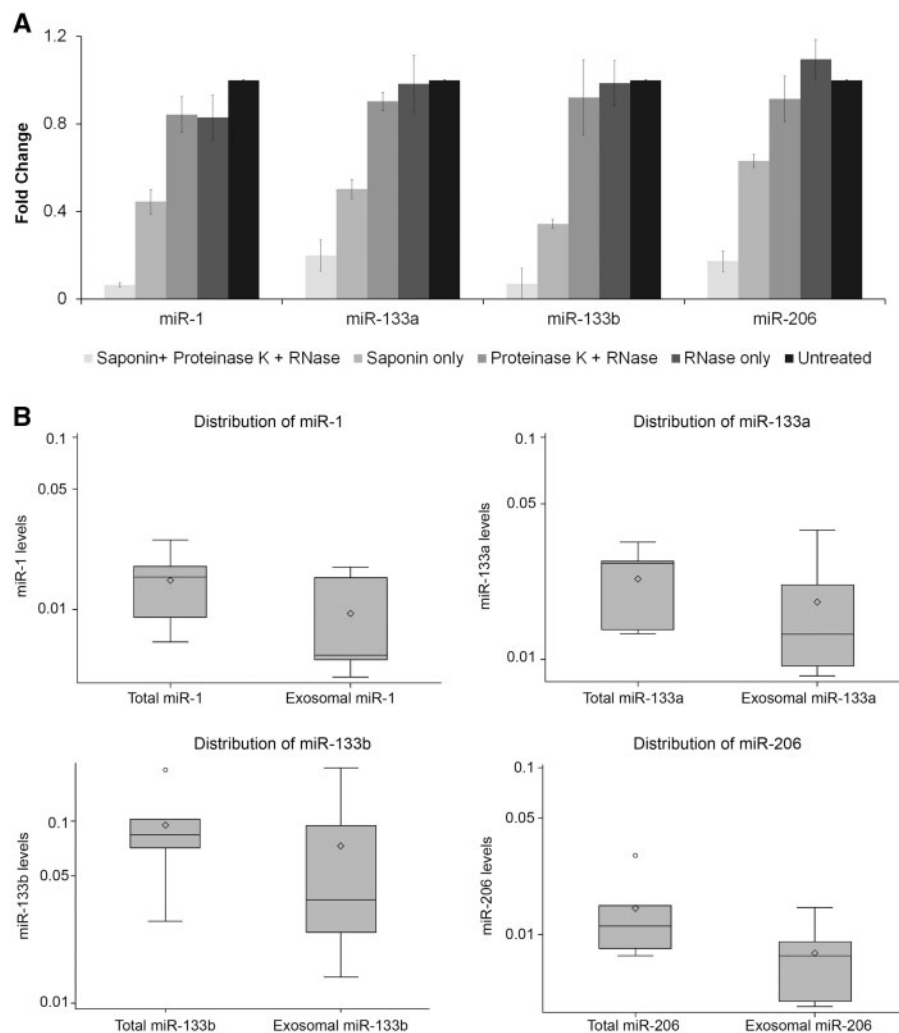 A
Fold Change
1.2
0.8
0.4
0
miR-1 miR-133a miR-133b miR-206
Saponin+ Proteinase K + RNase Saponin only Proteinase K + RNase RNase only Untreated
B
Distribution of miR-1
miR-1 levels
0.1
0.05
0.01
Total miR-1 Exosomal miR-1
Distribution of miR-133a
miR-133a levels
0.1
0.05
0.01
Total miR-133a Exosomal miR-133a
Distribution of miR-133b
miR-133b levels
0.1
0.05
0.01
Total miR-133b Exosomal miR-133b
Distribution of miR-206
miR-206 levels
0.1
0.05
0.01
Total miR-206 Exosomal miR-206